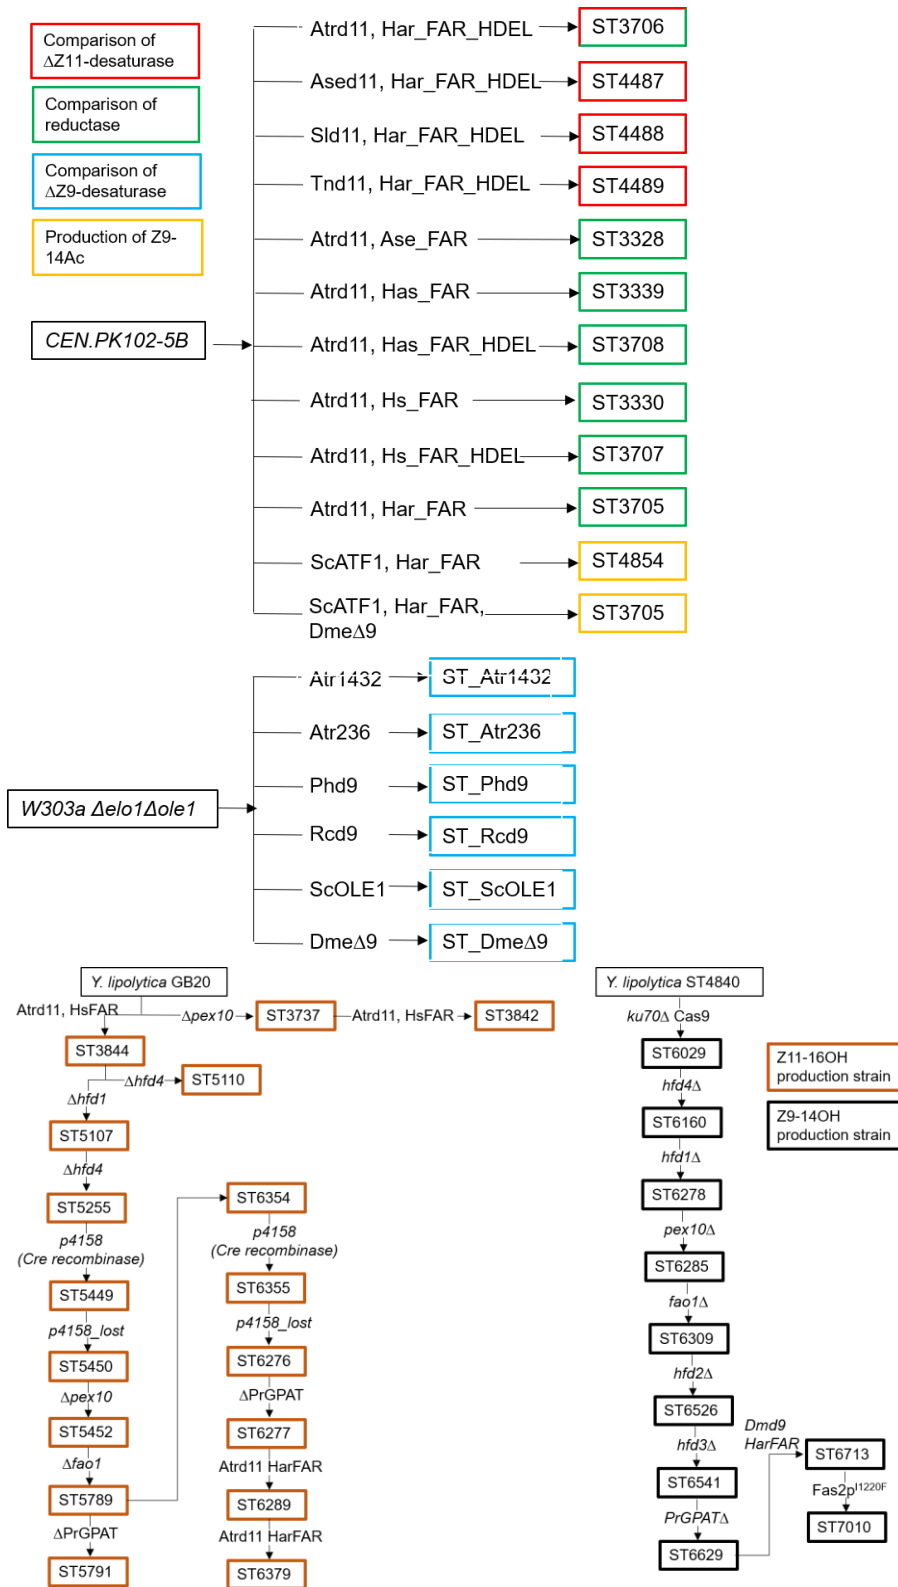 Comparison of
ΔZ11-desaturase
Comparison of
reductase
Comparison of
ΔZ9-desaturase
Production of Z9-
14Ac
CEN.PK102-5B
Atrd11, Har_FAR_HDEL
ST3706
Ased11, Har_FAR_HDEL
ST4487
Sld11, Har_FAR_HDEL
ST4488
Tnd11, Har_FAR_HDEL
ST4489
Atrd11, Ase_FAR
ST3328
Atrd11, Has_FAR
ST3339
Atrd11, Has_FAR_HDEL
ST3708
Atrd11, Hs_FAR
ST3330
Atrd11, Hs_FAR_HDEL
ST3707
Atrd11, Har_FAR
ST3705
ScATF1, Har_FAR
ST4854
ScATF1, Har_FAR,
DmeΔ9
ST3705
W303a Δelo1Δole1
Atr1432
ST_Atr1432
Atr236
ST_Atr236
Phd9
ST_Phd9
Rcd9
ST_Rcd9
ScOLE1
ST_ScOLE1
DmeΔ9
ST_DmeΔ9
Y. lipolytica GB20
Atrd11, HsFAR
Δpex10
ST3737
Atrd11, HsFAR
ST3842
ST3844
Δhfd4
ST5110
Δhfd1
ST5107
Δhfd4
ST5255
p4158
(Cre recombinase)
ST5449
p4158_lost
ST5450
Δpex10
ST5452
Δfao1
ST5789
ΔPrGPAT
ST5791
ST6354
p4158
(Cre recombinase)
ST6355
p4158_lost
ST6276
ΔPrGPAT
ST6277
Atrd11 HarFAR
ST6289
Atrd11 HarFAR
ST6379
Y. lipolytica ST4840
ku70Δ Cas9
ST6029
hfd4Δ
ST6160
hfd1Δ
ST6278
pex10Δ
ST6285
fao1Δ
ST6309
hfd2Δ
ST6526
hfd3Δ
ST6541
PrGPATΔ
ST6629
Dmd9
HarFAR
ST6713
Fas2p^I1220F
ST7010
Z11-16OH
production strain
Z9-14OH
production strain